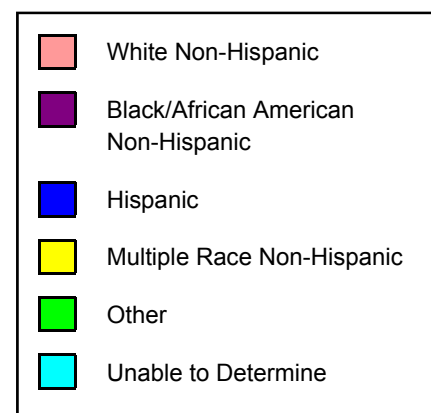 White Non-Hispanic
Black/African American
Non-Hispanic
Hispanic
Multiple Race Non-Hispanic
Other
Unable to Determine